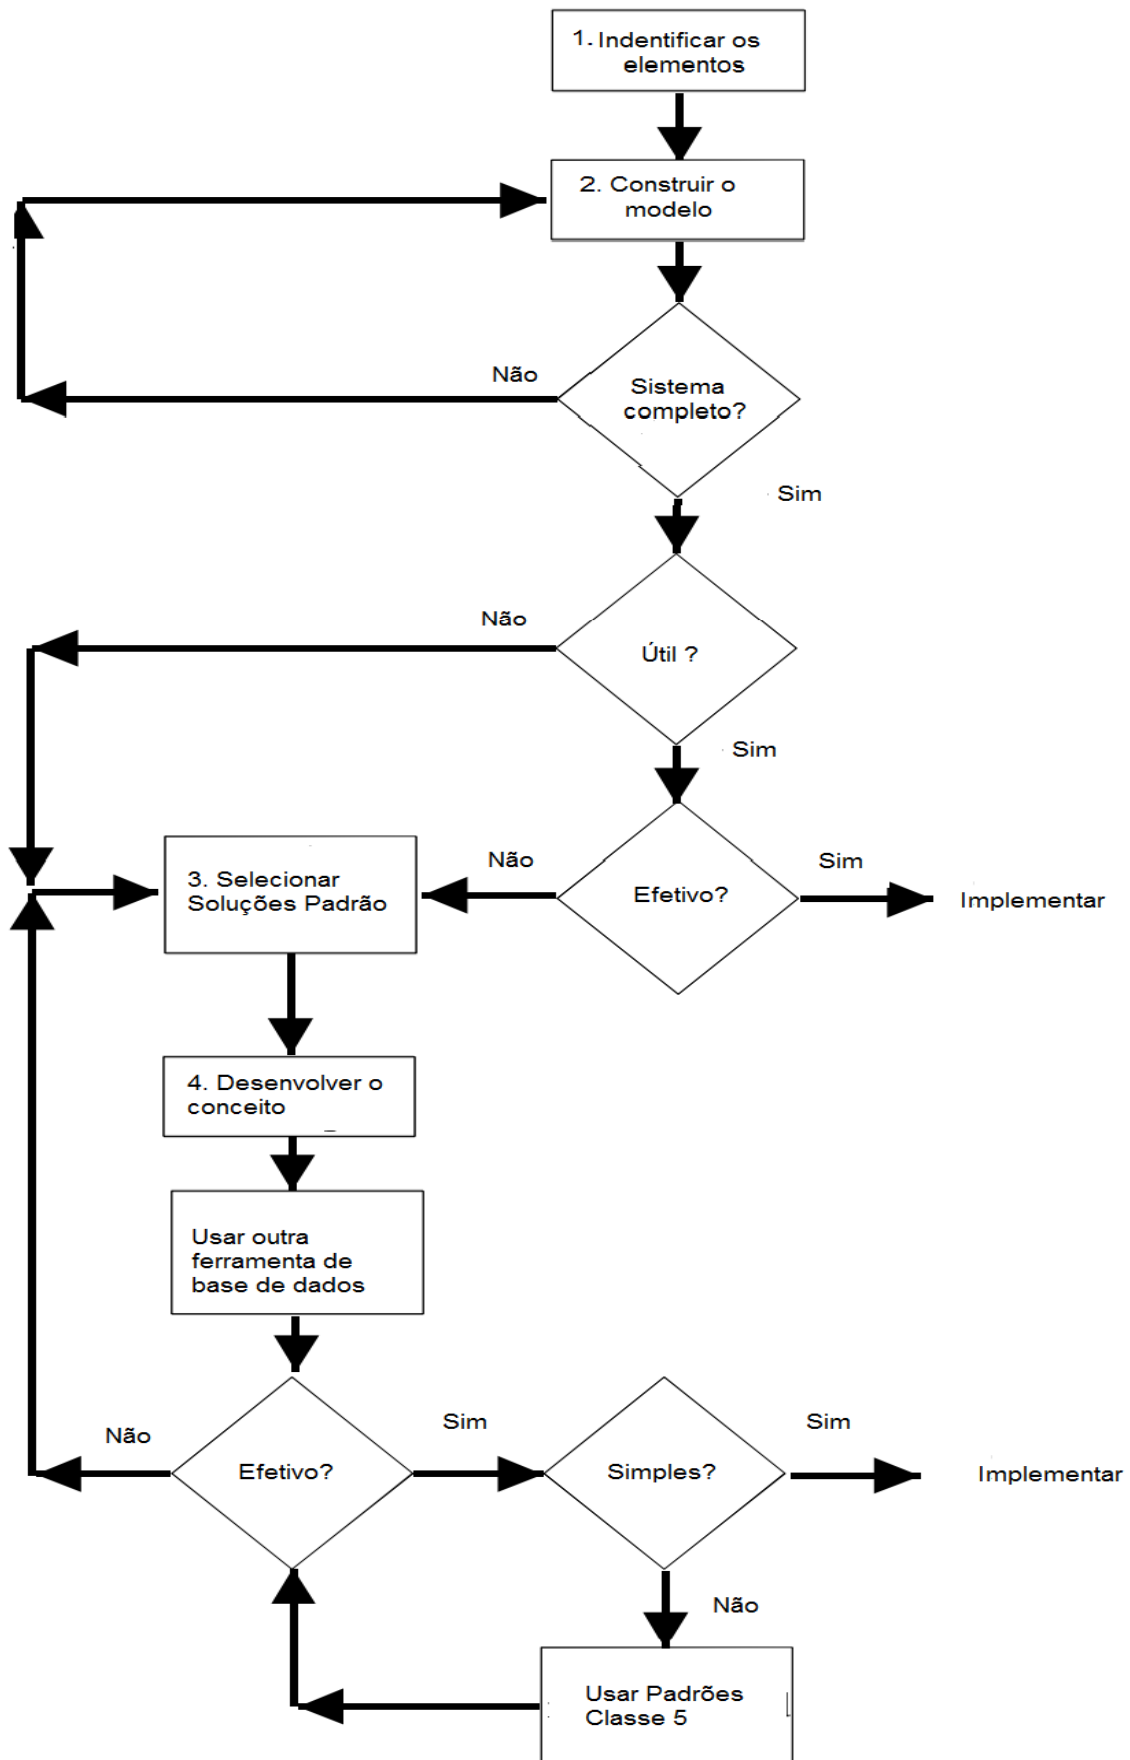 1. Indentificar os
elementos
2. Construir o
modelo
Não
Sistema
completo?
Sim
Não
Útil ?
Sim
Não
Efetivo?
Sim
Implementar
3. Selecionar
Soluções Padrão
4. Desenvolver o
conceito
Usar outra
ferramenta de
base de dados
Não
Efetivo?
Sim
Simples?
Sim
Implementar
Não
Usar Padrões
Classe 5